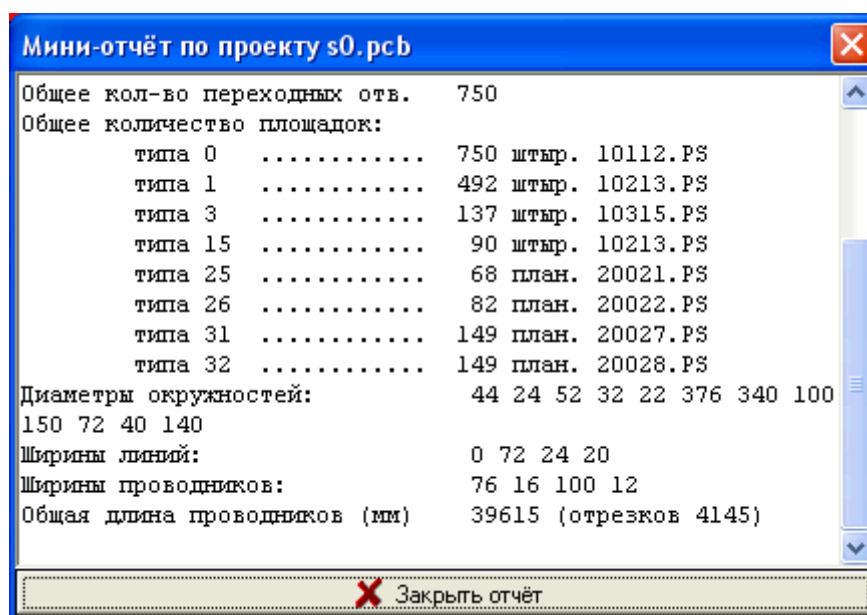 Мини-отчёт по проекту s0.pcb
Общее кол-во переходных отв. 750
Общее количество площадок:
типа 0 ............ 750 штыр. 10112.PS
типа 1 ............ 492 штыр. 10213.PS
типа 3 ............ 137 штыр. 10315.PS
типа 15 ............ 90 штыр. 10213.PS
типа 25 ............ 68 план. 20021.PS
типа 26 ............ 82 план. 20022.PS
типа 31 ............ 149 план. 20027.PS
типа 32 ............ 149 план. 20028.PS
Диаметры окружностей: 44 24 52 32 22 376 340 100
150 72 40 140
Ширины линий: 0 72 24 20
Ширины проводников: 76 16 100 12
Общая длина проводников (мм) 39615 (отрезков 4145)
Закрыть отчёт